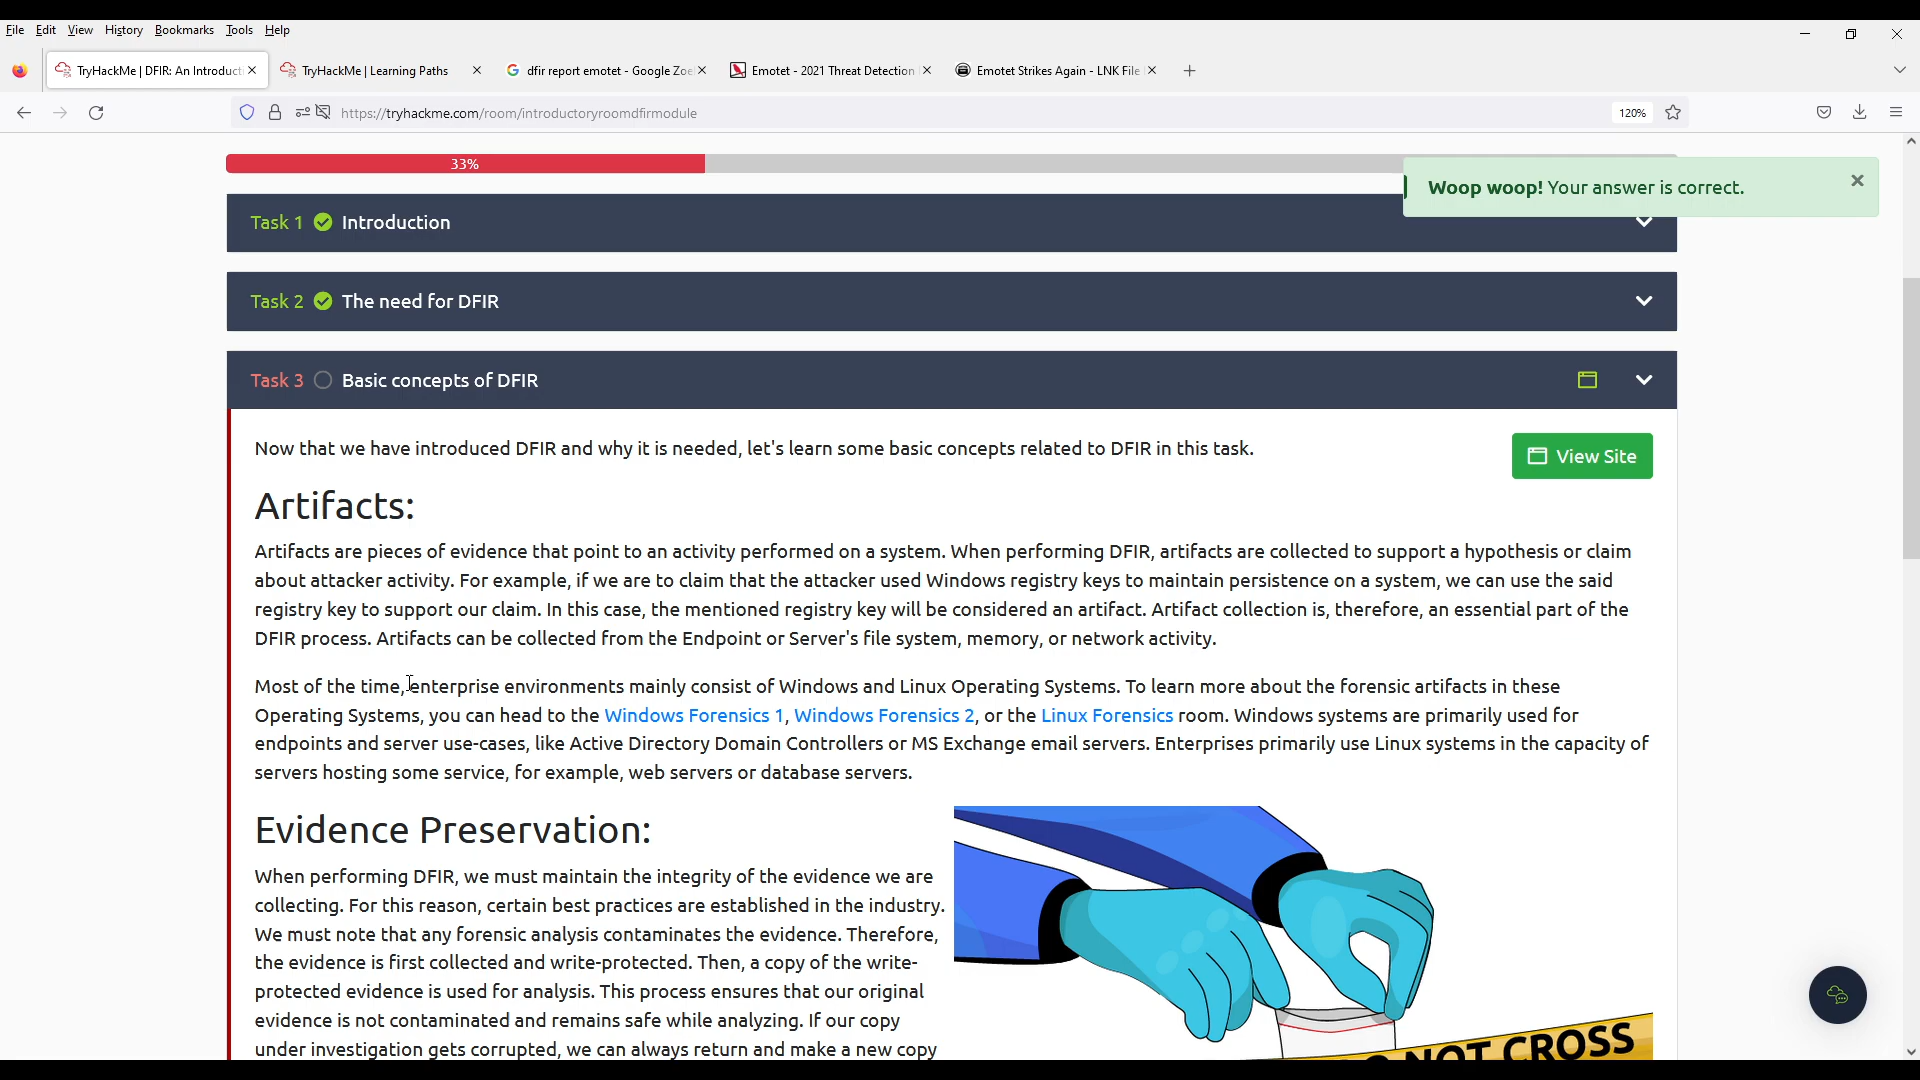 File Edit View History Bookmarks Tools Help
TryHackMe | DFIR: An Introducti
TryHackMe | Learning Paths
dfir report emotet - Google Zoe
Emotet - 2021 Threat Detection
Emotet Strikes Again - LNK File
https://tryhackme.com/room/introductoryroomdfirmodule
120%
33%
Woop woop! Your answer is correct.
Task 1 Introduction
Task 2 The need for DFIR
Task 3 Basic concepts of DFIR
Now that we have introduced DFIR and why it is needed, let's learn some basic concepts related to DFIR in this task.
View Site
Artifacts:
Artifacts are pieces of evidence that point to an activity performed on a system. When performing DFIR, artifacts are collected to support a hypothesis or claim
about attacker activity. For example, if we are to claim that the attacker used Windows registry keys to maintain persistence on a system, we can use the said
registry key to support our claim. In this case, the mentioned registry key will be considered an artifact. Artifact collection is, therefore, an essential part of the
DFIR process. Artifacts can be collected from the Endpoint or Server's file system, memory, or network activity.
Most of the time, enterprise environments mainly consist of Windows and Linux Operating Systems. To learn more about the forensic artifacts in these
Operating Systems, you can head to the Windows Forensics 1, Windows Forensics 2, or the Linux Forensics room. Windows systems are primarily used for
endpoints and server use-cases, like Active Directory Domain Controllers or MS Exchange email servers. Enterprises primarily use Linux systems in the capacity of
servers hosting some service, for example, web servers or database servers.
Evidence Preservation:
When performing DFIR, we must maintain the integrity of the evidence we are
collecting. For this reason, certain best practices are established in the industry.
We must note that any forensic analysis contaminates the evidence. Therefore,
the evidence is first collected and write-protected. Then, a copy of the write-
protected evidence is used for analysis. This process ensures that our original
evidence is not contaminated and remains safe while analyzing. If our copy
under investigation gets corrupted, we can always return and make a new copy
NOT CROSS